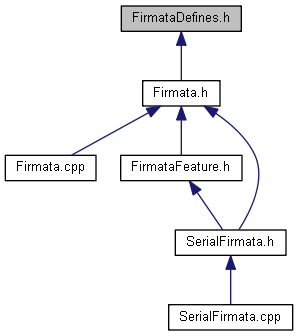 FirmataDefines.h
Firmata.h
Firmata.cpp
FirmataFeature.h
SerialFirmata.h
SerialFirmata.cpp